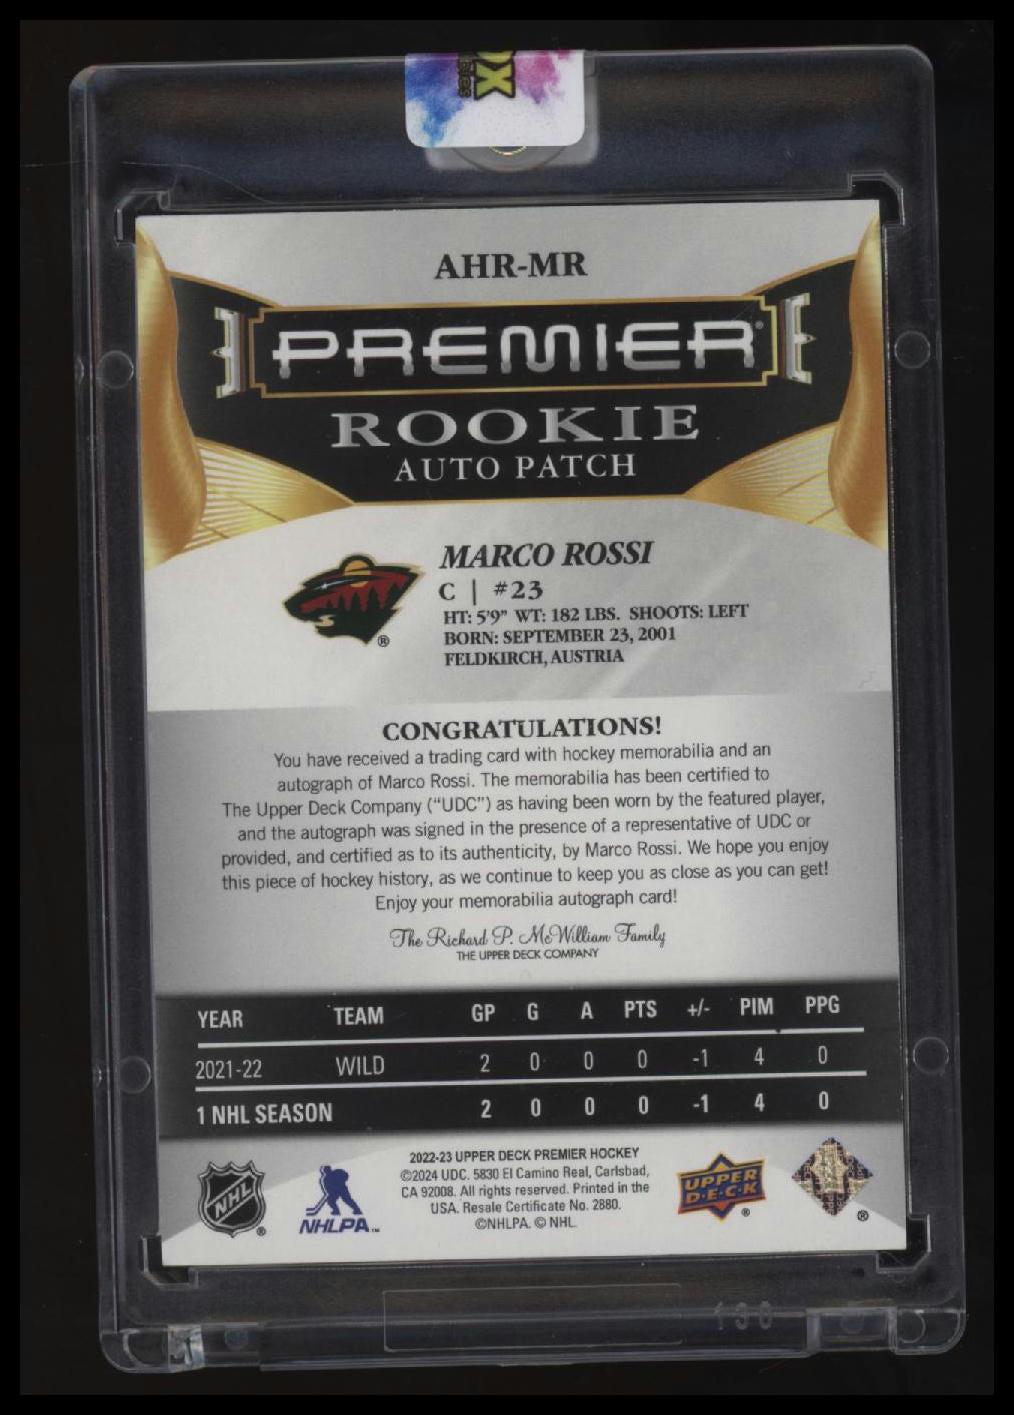 AHR-MR
PREMIER®
ROOKIE
AUTO PATCH
MARCO ROSSI
C | #23
HT: 5'9" WT: 182 LBS. SHOOTS: LEFT
BORN: SEPTEMBER 23, 2001
FELDKIRCH, AUSTRIA
®
CONGRATULATIONS!
You have received a trading card with hockey memorabilia and an
autograph of Marco Rossi. The memorabilia has been certified to
The Upper Deck Company ("UDC") as having been worn by the featured player,
and the autograph was signed in the presence of a representative of UDC or
provided, and certified as to its authenticity, by Marco Rossi. We hope you enjoy
this piece of hockey history, as we continue to keep you as close as you can get!
Enjoy your memorabilia autograph card!
The Richard P. McWilliam Family
THE UPPER DECK COMPANY
YEAR TEAM GP G A PTS +/- PIM PPG
2021-22 WILD 2 0 0 0 -1 4 0
1 NHL SEASON 2 0 0 0 -1 4 0
2022-23 UPPER DECK PREMIER HOCKEY
©2024 UDC. 5830 El Camino Real, Carlsbad,
CA 92008. All rights reserved. Printed in the
USA. Resale Certificate No. 2880.
©NHLPA. © NHL.
NHL ®
NHLPA™
UPPER
D·E·C·K ®
®